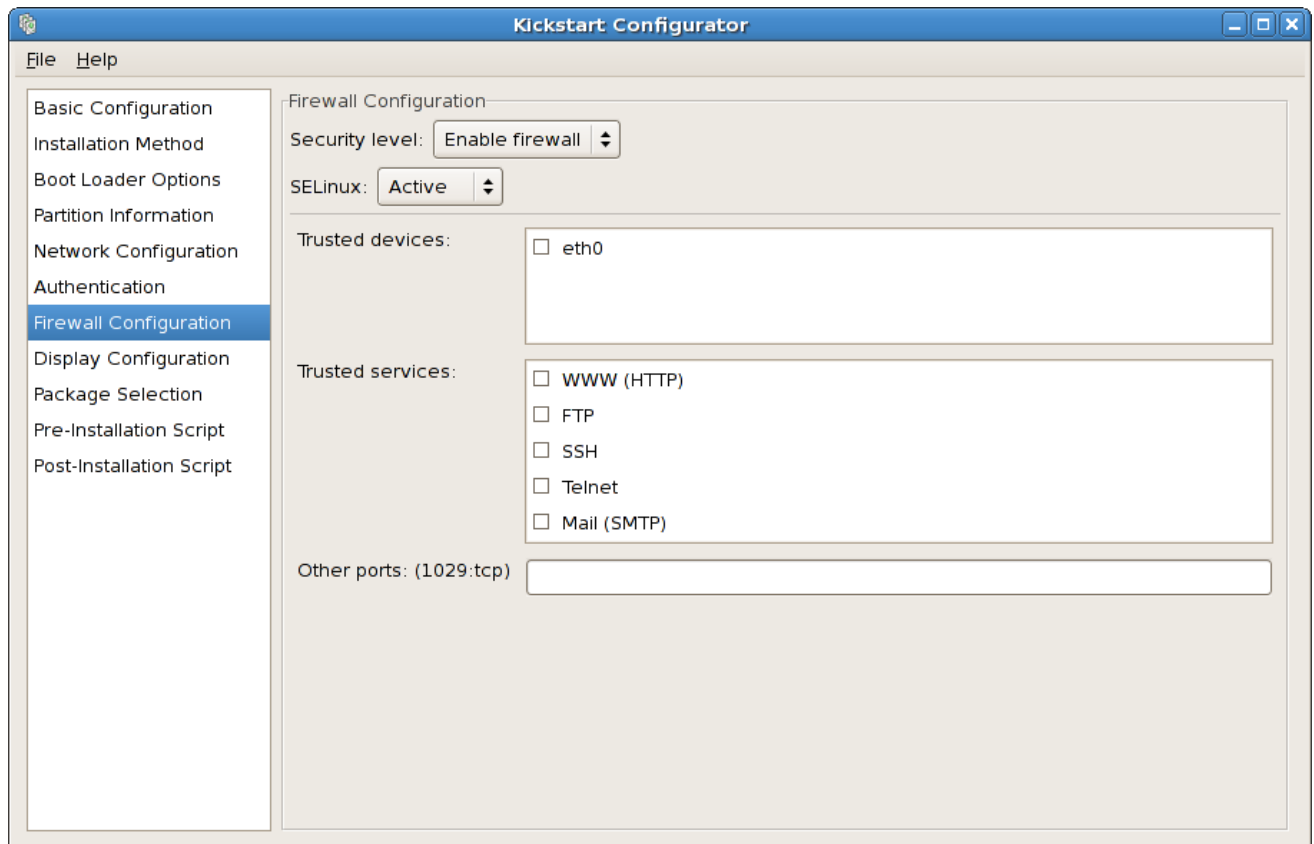 Kickstart Configurator
File Help
Basic Configuration
Installation Method
Boot Loader Options
Partition Information
Network Configuration
Authentication
Firewall Configuration
Display Configuration
Package Selection
Pre-Installation Script
Post-Installation Script
Firewall Configuration
Security level: Enable firewall
SELinux: Active
Trusted devices:
eth0
Trusted services:
WWW (HTTP)
FTP
SSH
Telnet
Mail (SMTP)
Other ports: (1029:tcp)